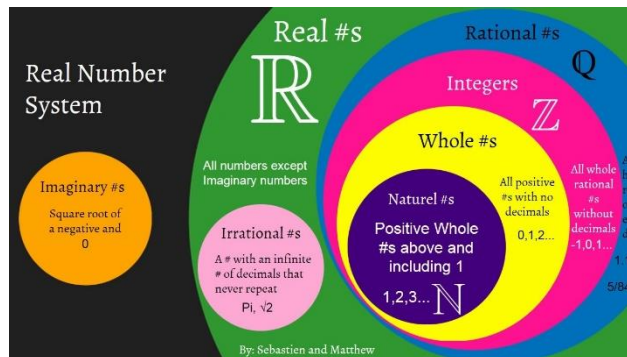 Real Number
System
Imaginary #s
Square root of
a negative and
0
Real #s
ℝ
All numbers except
Imaginary numbers
Irrational #s
A # with an infinite
# of decimals that
never repeat
Pi, √2
By: Sebastien and Matthew
Rational #s
ℚ
Integers
ℤ
All whole
rational
#s
without
decimals
-1,0,1...
Whole #s
All positive
#s with no
decimals
0,1,2...
Naturel #s
Positive Whole
#s above and
including 1
1,2,3...
ℕ